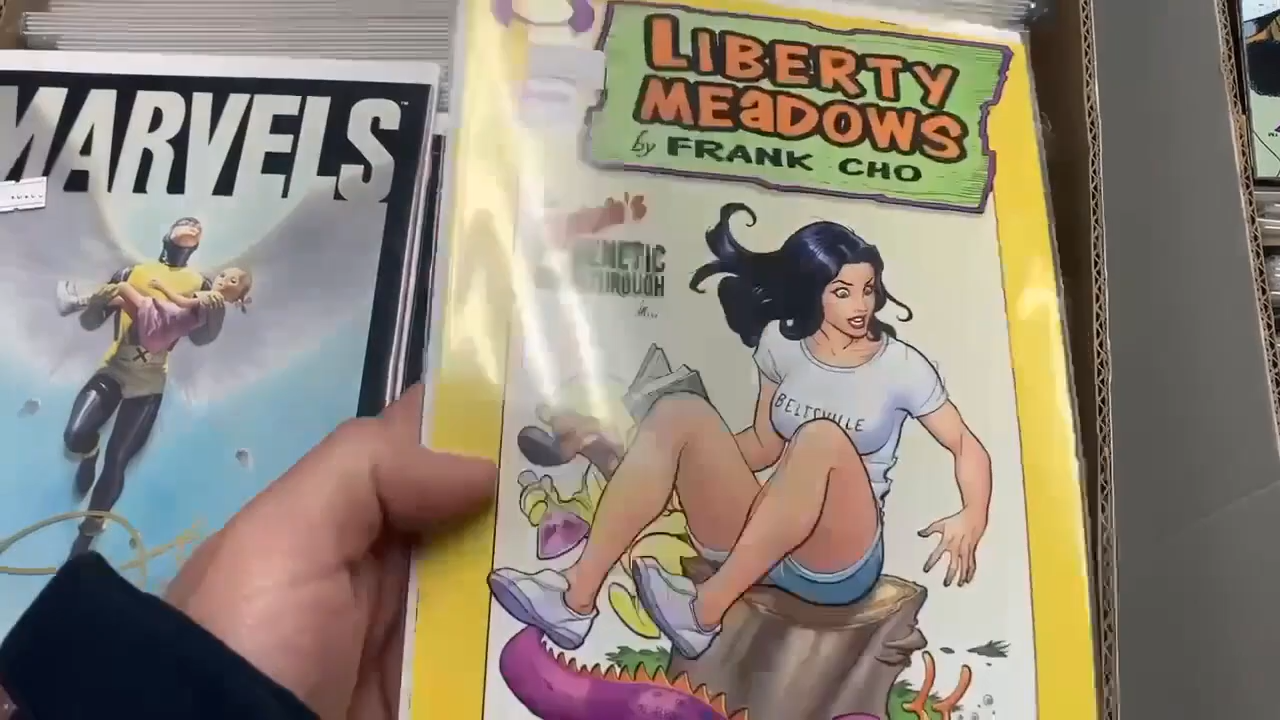 MARVELS
LIBERTY
MEADOWS
by FRANK CHO
BELTSVILLE
X